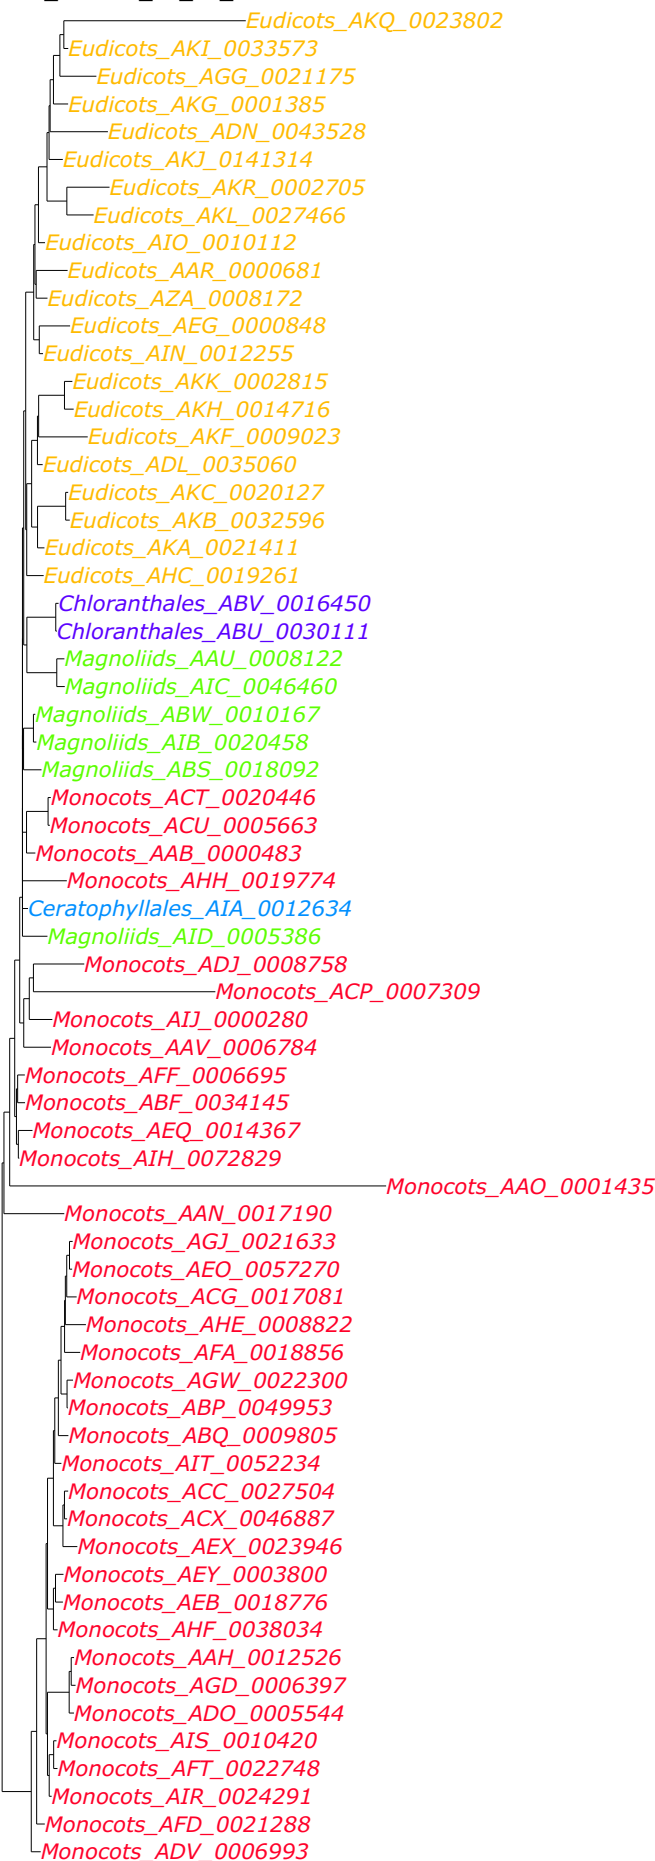 Eudicots_AKQ_0023802
Eudicots_AKI_0033573
Eudicots_AGG_0021175
Eudicots_AKG_0001385
Eudicots_ADN_0043528
Eudicots_AKJ_0141314
Eudicots_AKR_0002705
Eudicots_AKL_0027466
Eudicots_AIO_0010112
Eudicots_AAR_0000681
Eudicots_AZA_0008172
Eudicots_AEG_0000848
Eudicots_AIN_0012255
Eudicots_AKK_0002815
Eudicots_AKH_0014716
Eudicots_AKF_0009023
Eudicots_ADL_0035060
Eudicots_AKC_0020127
Eudicots_AKB_0032596
Eudicots_AKA_0021411
Eudicots_AHC_0019261
Chloranthales_ABV_0016450
Chloranthales_ABU_0030111
Magnoliids_AAU_0008122
Magnoliids_AIC_0046460
Magnoliids_ABW_0010167
Magnoliids_AIB_0020458
Magnoliids_ABS_0018092
Monocots_ACT_0020446
Monocots_ACU_0005663
Monocots_AAB_0000483
Monocots_AHH_0019774
Ceratophyllales_AIA_0012634
Magnoliids_AID_0005386
Monocots_ADJ_0008758
Monocots_ACP_0007309
Monocots_AIJ_0000280
Monocots_AAV_0006784
Monocots_AFF_0006695
Monocots_ABF_0034145
Monocots_AEQ_0014367
Monocots_AIH_0072829
Monocots_AAO_0001435
Monocots_AAN_0017190
Monocots_AGJ_0021633
Monocots_AEO_0057270
Monocots_ACG_0017081
Monocots_AHE_0008822
Monocots_AFA_0018856
Monocots_AGW_0022300
Monocots_ABP_0049953
Monocots_ABQ_0009805
Monocots_AIT_0052234
Monocots_ACC_0027504
Monocots_ACX_0046887
Monocots_AEX_0023946
Monocots_AEY_0003800
Monocots_AEB_0018776
Monocots_AHF_0038034
Monocots_AAH_0012526
Monocots_AGD_0006397
Monocots_ADO_0005544
Monocots_AIS_0010420
Monocots_AFT_0022748
Monocots_AIR_0024291
Monocots_AFD_0021288
Monocots_ADV_0006993